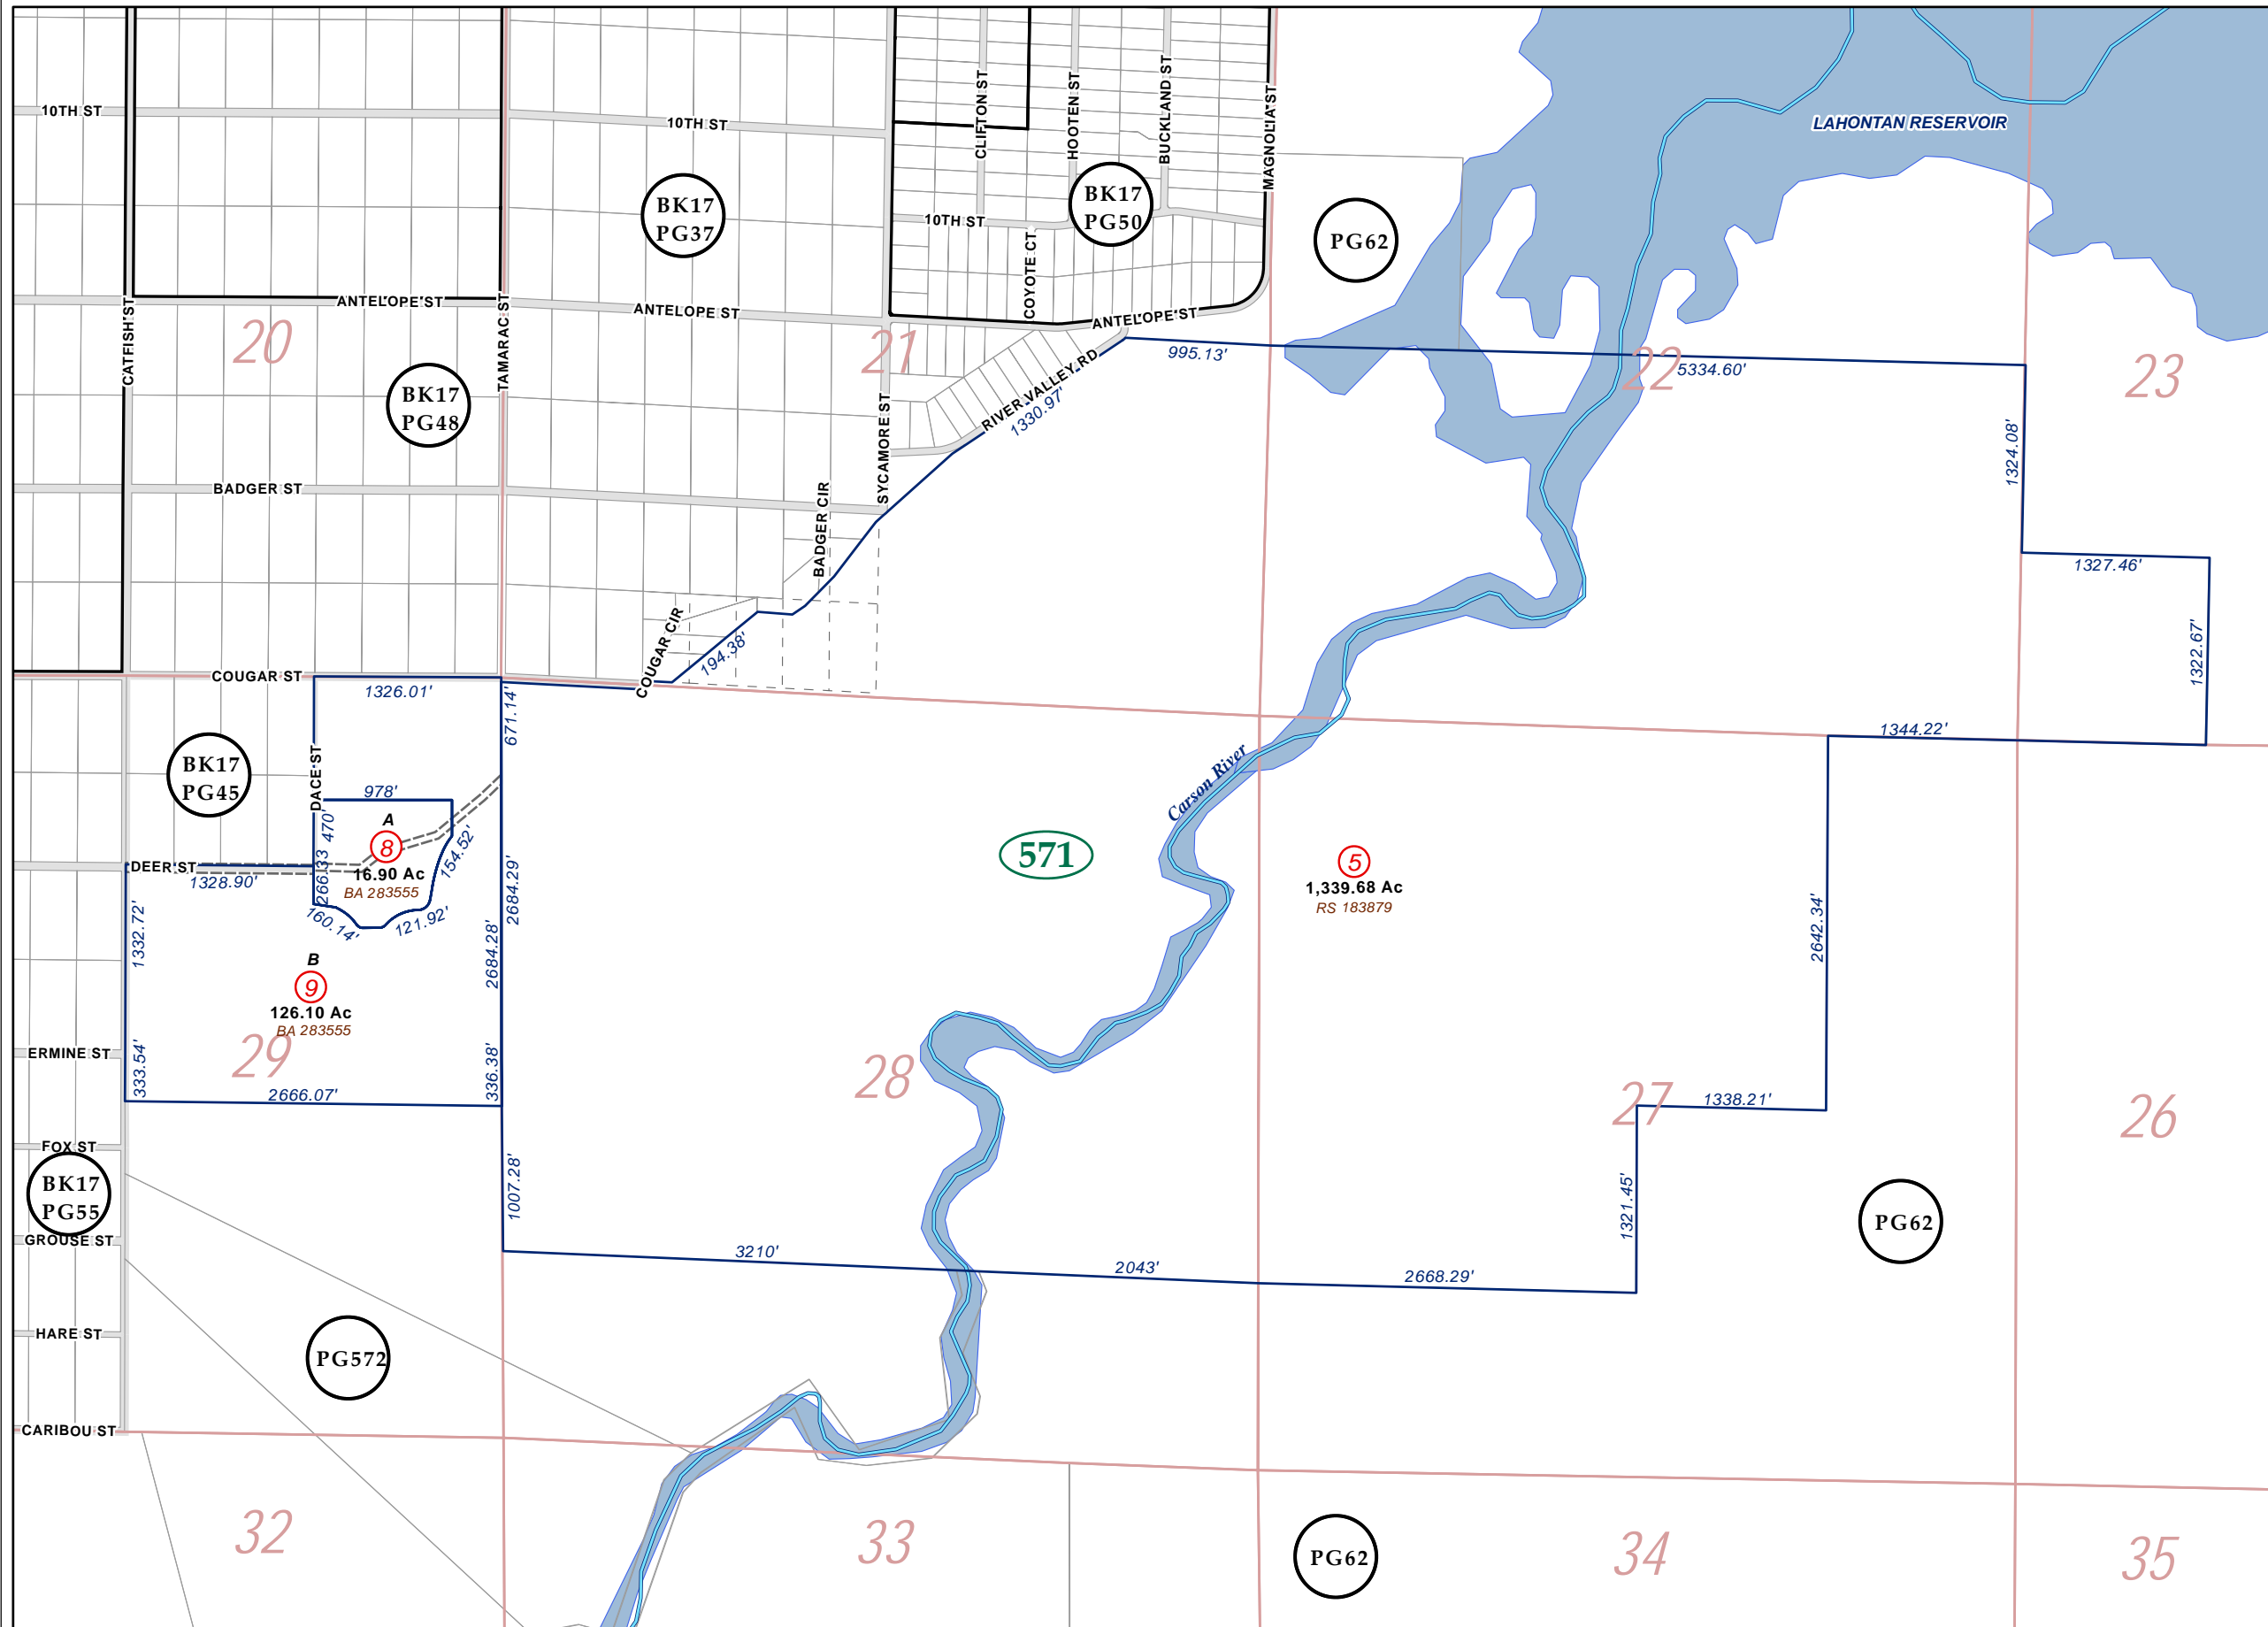 10TH ST
10TH ST
CLIFTON ST
HOOTEN ST
BUCKLAND ST
MAGNOLIA ST
LAHONTAN RESERVOIR
BK17
PG37
BK17
PG50
10TH ST
COYOTE CT
PG62
CATFISH ST
ANTELOPE ST
TAMARAC ST
ANTELOPE ST
ANTELOPE ST
20
21
22
23
995.13'
5334.60'
RIVER VALLEY RD
1330.97'
BK17
PG48
SYCAMORE ST
1324.08'
BADGER ST
BADGER CIR
1327.46'
COUGAR CIR
194.38'
1322.67'
COUGAR ST
1326.01'
671.14'
1344.22'
DACE ST
BK17
PG45
978'
Carson River
470'
A
8
154.52'
571
5
DEER ST
1328.90'
266.33
16.90 Ac
BA 283555
1,339.68 Ac
RS 183879
160.14'
121.92'
2684.29'
1332.72'
2684.28'
2642.34'
B
9
126.10 Ac
BA 283555
ERMINE ST
29
333.54'
2666.07'
336.38'
28
27
1338.21'
26
FOX ST
BK17
PG55
1007.28'
1321.45'
PG62
GROUSE ST
3210'
2043'
2668.29'
HARE ST
PG572
CARIBOU ST
32
33
PG62
34
35